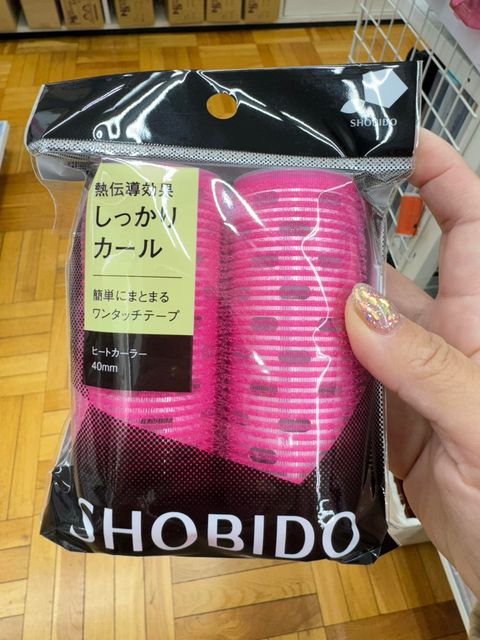 SHOBIDO
熱伝導効果
しっかり
カール
簡単にまとまる
ワンタッチテープ
ヒートカーラー
40mm
SHOBIDO